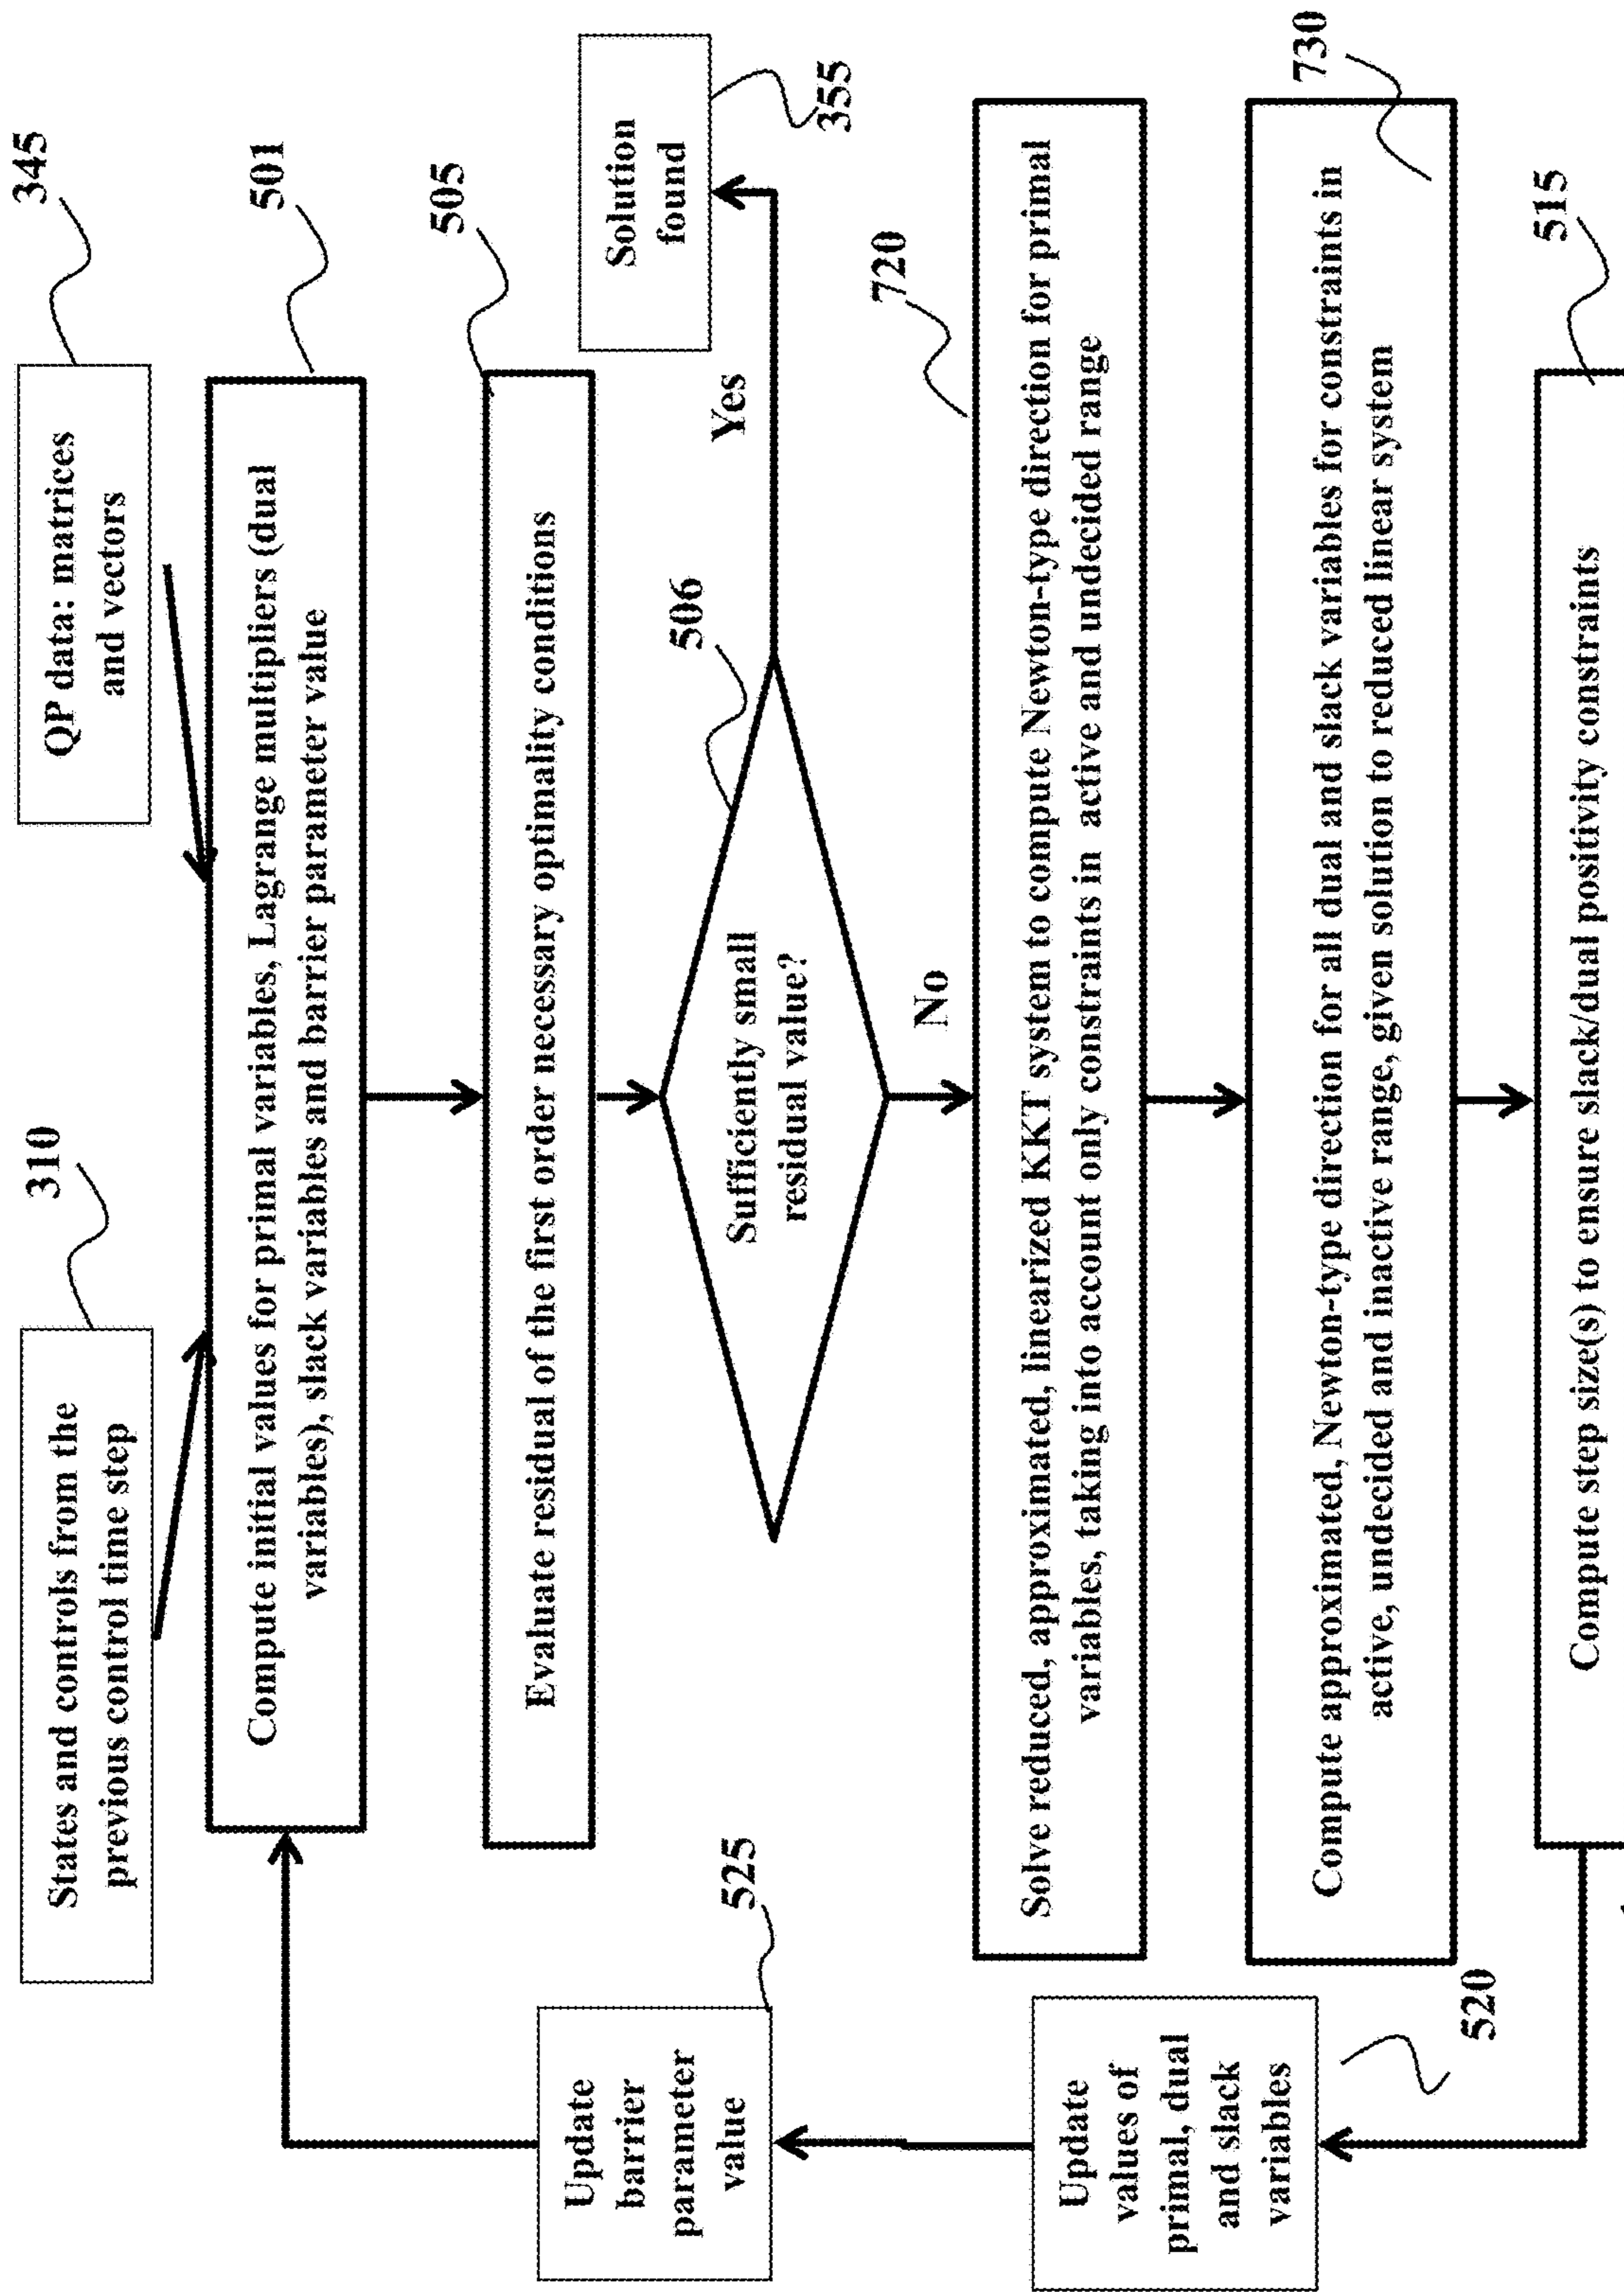 States and controls from the
previous control time step
310
QP data: matrices
and vectors
345
Compute initial values for primal variables, Lagrange multipliers (dual
variables), slack variables and barrier parameter value
501
Evaluate residual of the first order necessary optimality conditions
505
Sufficiently small
residual value?
506
Yes
Solution
found
355
No
Solve reduced, approximated, linearized KKT system to compute Newton-type direction for primal
variables, taking into account only constraints in active and undecided range
720
Compute approximated, Newton-type direction for all dual and slack variables for constraints in
active, undecided and inactive range, given solution to reduced linear system
730
Compute step size(s) to ensure slack/dual positivity constraints
515
Update
values of
primal, dual
and slack
variables
520
Update
barrier
parameter
value
525